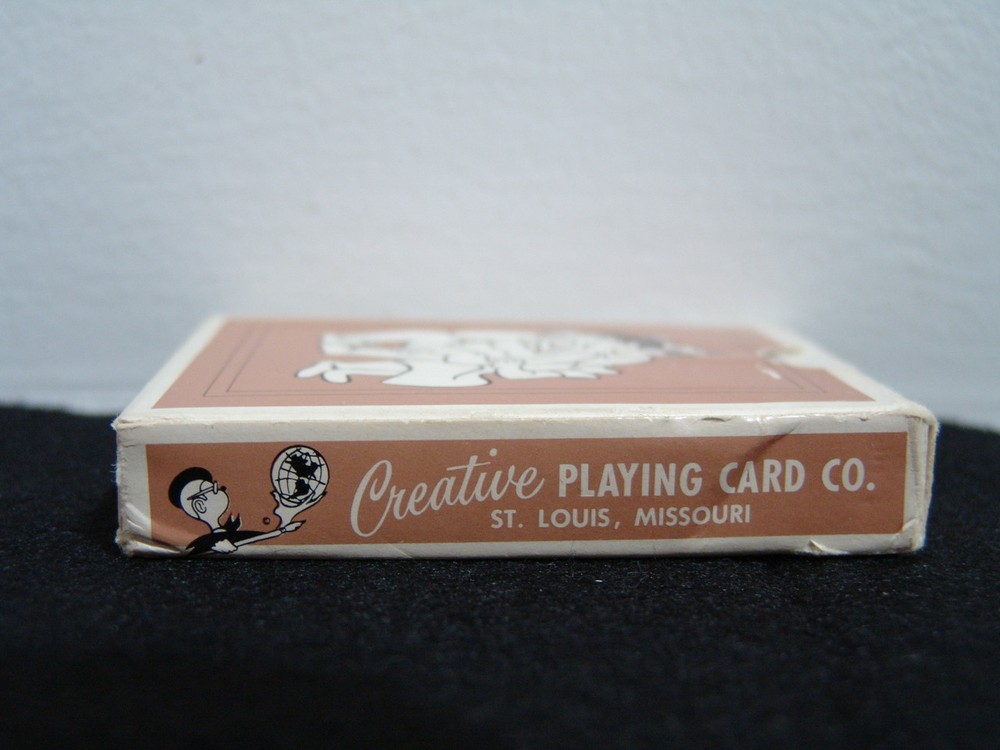 Creative PLAYING CARD CO.
ST. LOUIS, MISSOURI